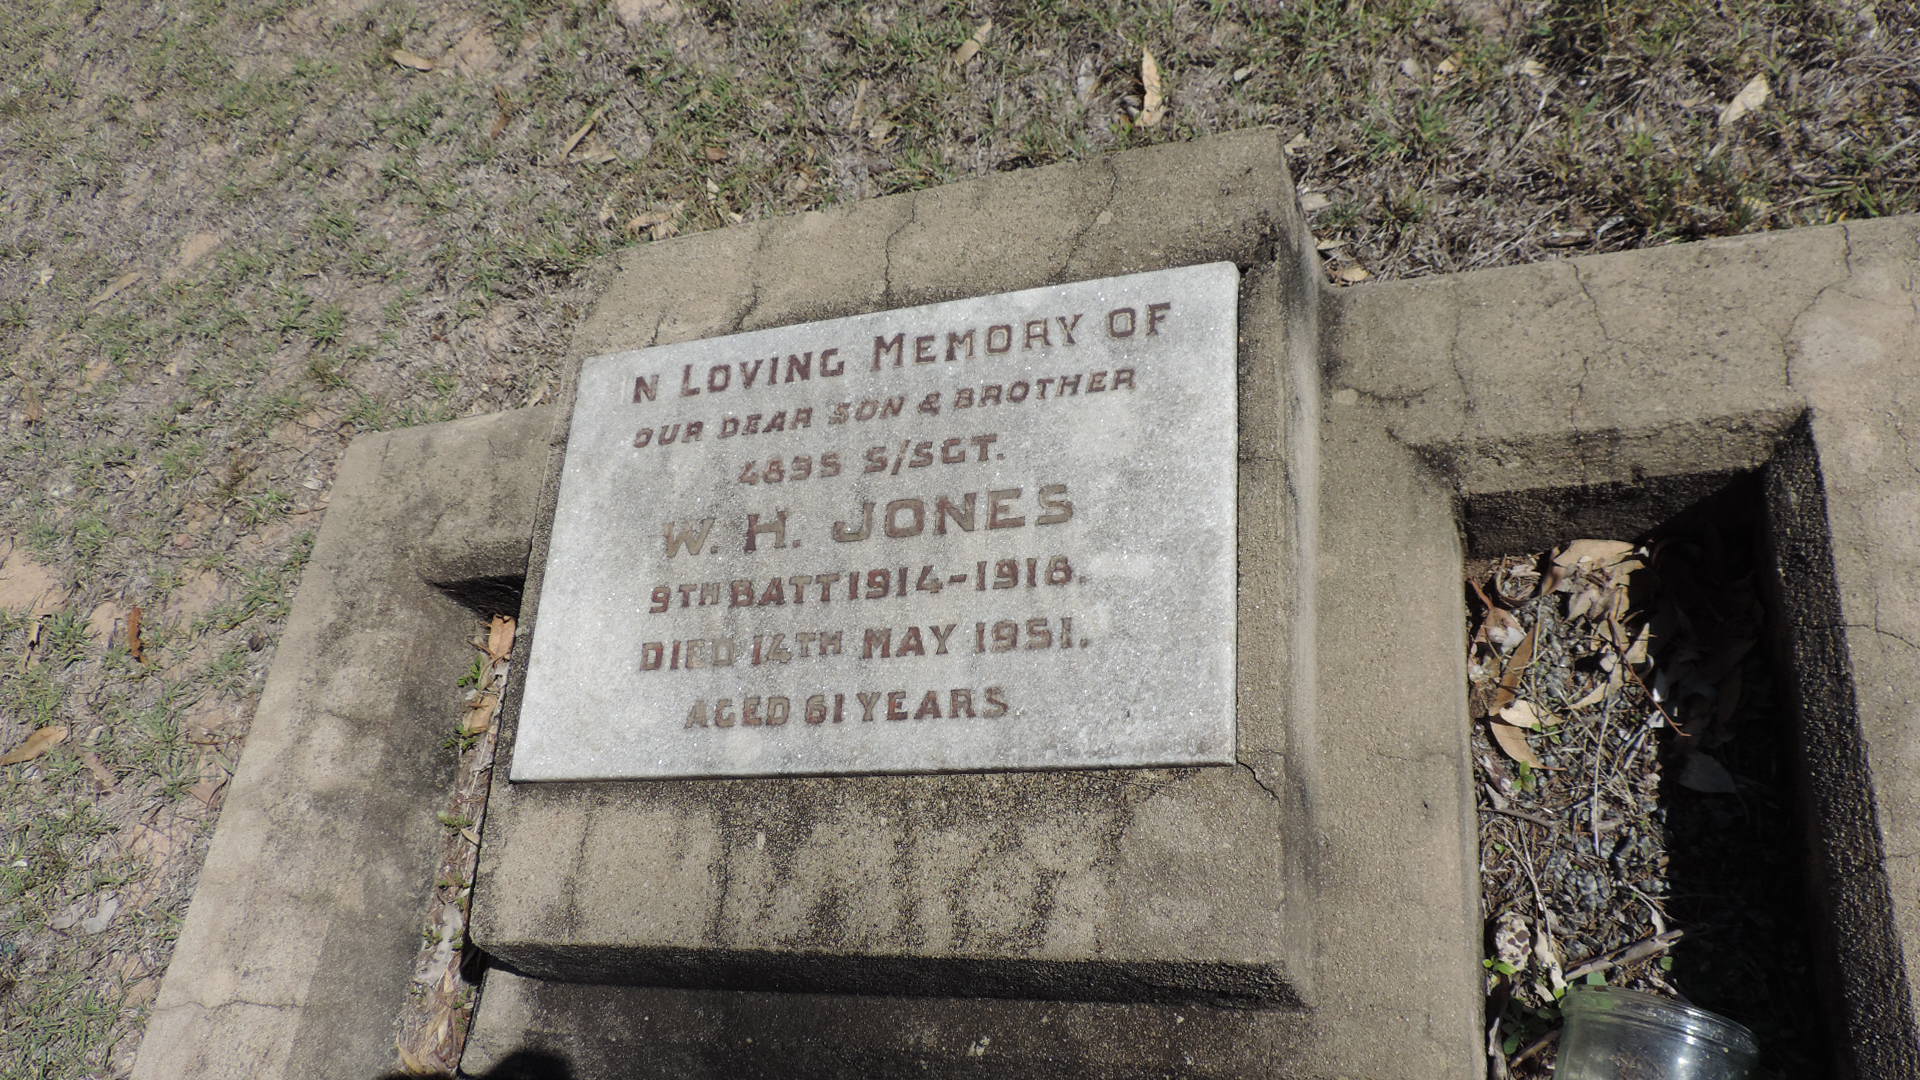 IN LOVING MEMORY OF
OUR DEAR SON & BROTHER
4895 S/SGT.
W. H. JONES
9TH BATT 1914-1918.
DIED 14TH MAY 1951.
AGED 61 YEARS